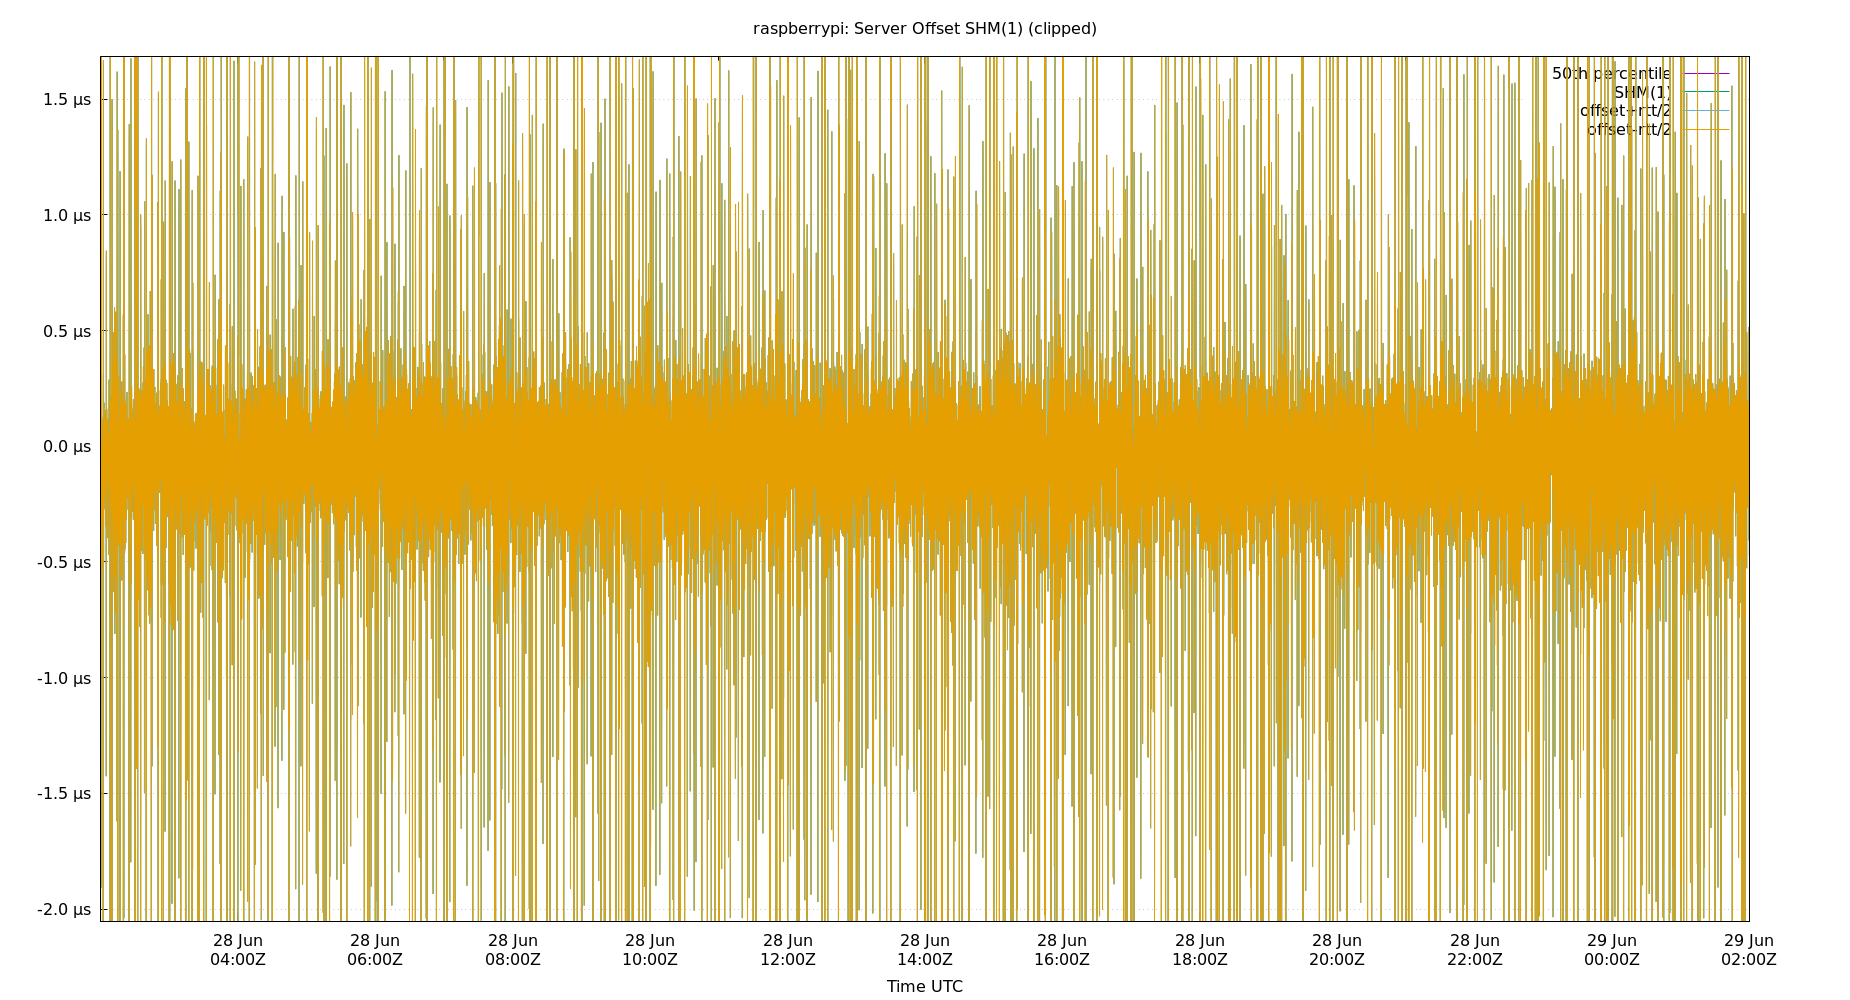 raspberrypi: Server Offset SHM(1) (clipped)
50th percentile
SHM(1)
offset+rtt/2
offset-rtt/2
1.5 µs
1.0 µs
0.5 µs
0.0 µs
-0.5 µs
-1.0 µs
-1.5 µs
-2.0 µs
28 Jun 28 Jun 28 Jun 28 Jun 28 Jun 28 Jun 28 Jun 28 Jun 28 Jun 28 Jun 29 Jun 29 Jun
04:00Z 06:00Z 08:00Z 10:00Z 12:00Z 14:00Z 16:00Z 18:00Z 20:00Z 22:00Z 00:00Z 02:00Z
Time UTC